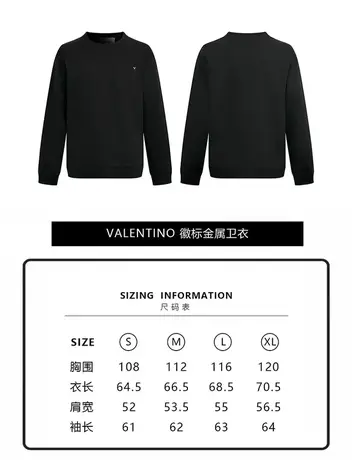 VALENTINO 徽标金属卫衣
SIZING INFORMATION
尺码表
SIZE S M L XL
胸围 108 112 116 120
衣长 64.5 66.5 68.5 70.5
肩宽 52 53.5 55 56.5
袖长 61 62 63 64